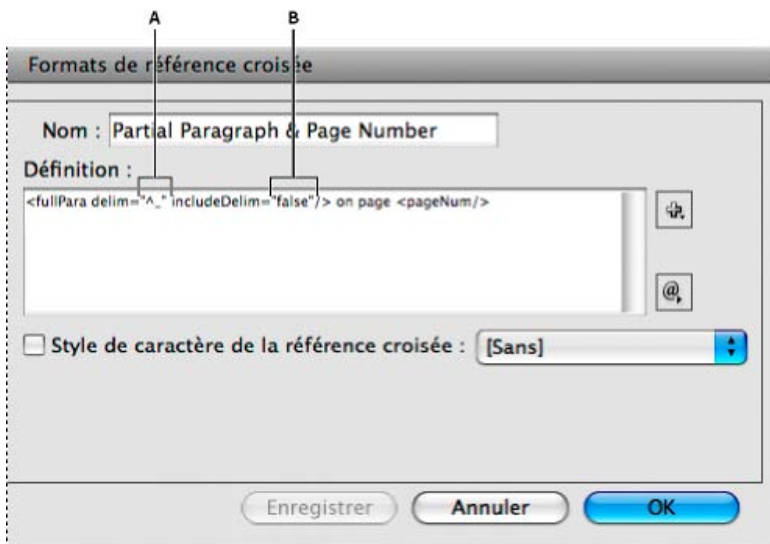 A B
Formats de référence croisée
Nom : Partial Paragraph & Page Number
Définition :
<fullPara delim="^_" includeDelim="false"/> on page <pageNum/>
@
Style de caractère de la référence croisée : [Sans]
Enregistrer Annuler OK